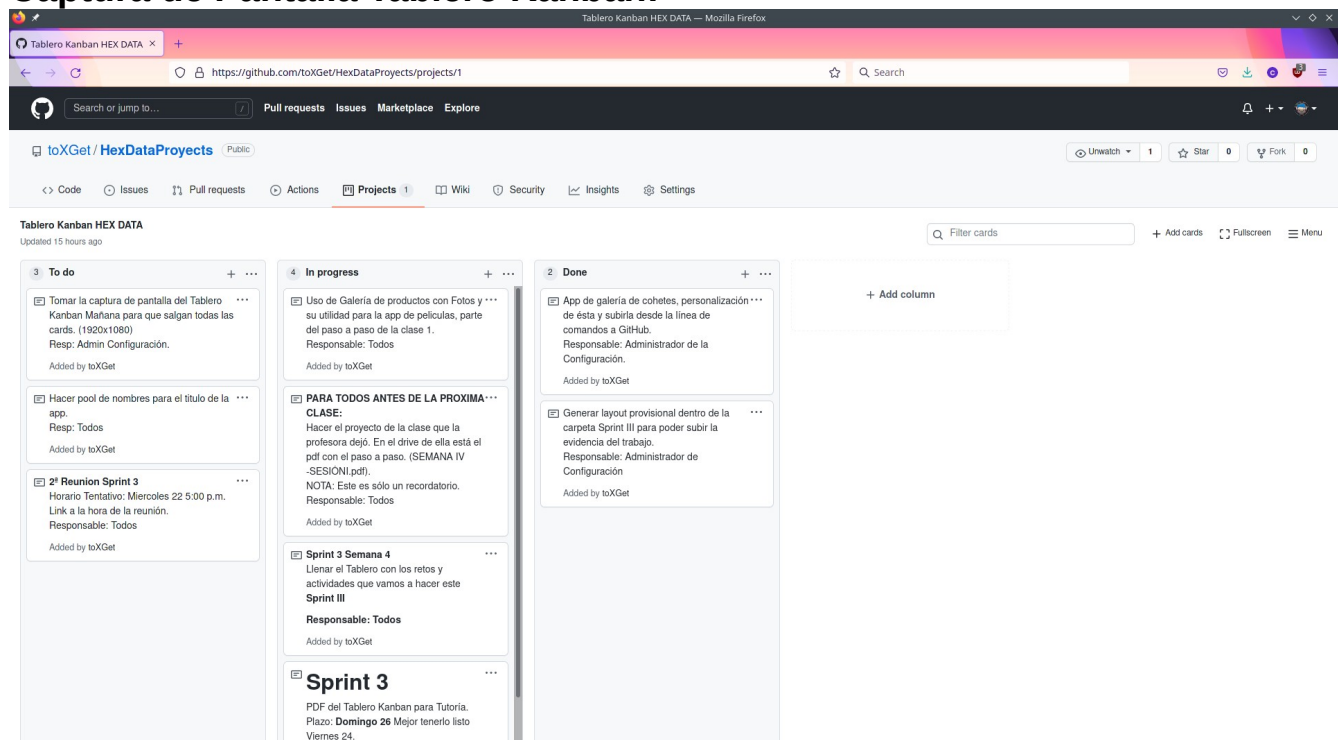 Tablero Kanban HEX DATA — Mozilla Firefox
Tablero Kanban HEX DATA × +
https://github.com/toXGet/HexDataProyects/projects/1
Search
Search or jump to... /
Pull requests Issues Marketplace Explore
toXGet / HexDataProyects Public
Unwatch 1 Star 0 Fork 0
Code Issues Pull requests Actions Projects 1 Wiki Security Insights Settings
Tablero Kanban HEX DATA
Updated 15 hours ago
Filter cards
+ Add cards Fullscreen Menu
3 To do + ...
Tomar la captura de pantalla del Tablero ...
Kanban Mañana para que salgan todas las
cards. (1920x1080)
Resp: Admin Configuración.
Added by toXGet
Hacer pool de nombres para el titulo de la ...
app.
Resp: Todos
Added by toXGet
2ª Reunion Sprint 3 ...
Horario Tentativo: Miercoles 22 5:00 p.m.
Link a la hora de la reunión.
Responsable: Todos
Added by toXGet
4 In progress + ...
Uso de Galería de productos con Fotos y ...
su utilidad para la app de peliculas, parte
del paso a paso de la clase 1.
Responsable: Todos
Added by toXGet
PARA TODOS ANTES DE LA PROXIMA ...
CLASE:
Hacer el proyecto de la clase que la
profesora dejó. En el drive de ella está el
pdf con el paso a paso. (SEMANA IV
-SESIÓNI.pdf).
NOTA: Este es sólo un recordatorio.
Responsable: Todos
Added by toXGet
Sprint 3 Semana 4 ...
Llenar el Tablero con los retos y
actividades que vamos a hacer este
Sprint III
Responsable: Todos
Added by toXGet
Sprint 3 ...
PDF del Tablero Kanban para Tutoría.
Plazo: Domingo 26 Mejor tenerlo listo
Viernes 24.
2 Done + ...
App de galería de cohetes, personalización ...
de ésta y subirla desde la línea de
comandos a GitHub.
Responsable: Administrador de la
Configuración.
Added by toXGet
Generar layout provisional dentro de la ...
carpeta Sprint III para poder subir la
evidencia del trabajo.
Responsable: Administrador de
Configuración
Added by toXGet
+ Add column